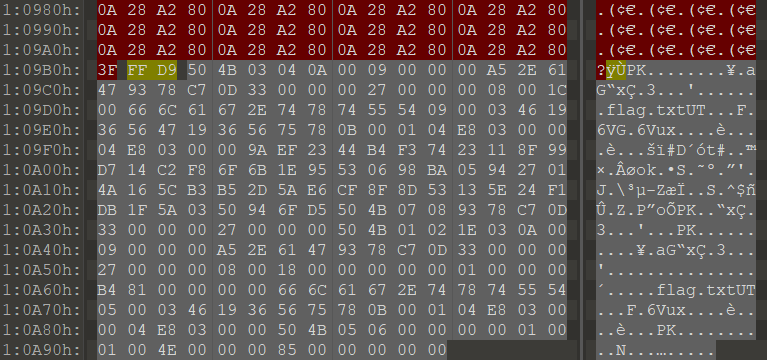 1:0980h: 0A 28 A2 80 0A 28 A2 80 0A 28 A2 80 0A 28 A2 80 .(¢€.(¢€.(¢€.(¢€
1:0990h: 0A 28 A2 80 0A 28 A2 80 0A 28 A2 80 0A 28 A2 80 .(¢€.(¢€.(¢€.(¢€
1:09A0h: 0A 28 A2 80 0A 28 A2 80 0A 28 A2 80 0A 28 A2 80 .(¢€.(¢€.(¢€.(¢€
1:09B0h: 3F FF D9 50 4B 03 04 0A 00 09 00 00 00 A5 2E 61 ?ÿÙPK........¥.a
1:09C0h: 47 93 78 C7 0D 33 00 00 00 27 00 00 00 08 00 1C G“xÇ.3...'......
1:09D0h: 00 66 6C 61 67 2E 74 78 74 55 54 09 00 03 46 19 .flag.txtUT...F.
1:09E0h: 36 56 47 19 36 56 75 78 0B 00 01 04 E8 03 00 00 6VG.6Vux....è...
1:09F0h: 04 E8 03 00 00 9A EF 23 44 B4 F3 74 23 11 8F 99 .è...šï#D´ót#..™
1:0A00h: D7 14 C2 F8 6F 6B 1E 95 53 06 98 BA 05 94 27 01 ×.Âøok.•S.˜º.”'.
1:0A10h: 4A 16 5C B3 B5 2D 5A E6 CF 8F 8D 53 13 5E 24 F1 J.\³µ-ZæÏ..S.^$ñ
1:0A20h: DB 1F 5A 03 50 94 6F D5 50 4B 07 08 93 78 C7 0D Û.Z.P”oÕPK..“xÇ.
1:0A30h: 33 00 00 00 27 00 00 00 50 4B 01 02 1E 03 0A 00 3...'...PK......
1:0A40h: 09 00 00 00 A5 2E 61 47 93 78 C7 0D 33 00 00 00 ....¥.aG“xÇ.3...
1:0A50h: 27 00 00 00 08 00 18 00 00 00 00 00 01 00 00 00 '...............
1:0A60h: B4 81 00 00 00 00 66 6C 61 67 2E 74 78 74 55 54 ´.....flag.txtUT
1:0A70h: 05 00 03 46 19 36 56 75 78 0B 00 01 04 E8 03 00 ...F.6Vux....è..
1:0A80h: 00 04 E8 03 00 00 50 4B 05 06 00 00 00 00 01 00 ..è...PK........
1:0A90h: 01 00 4E 00 00 00 85 00 00 00 00 00 ..N...….....